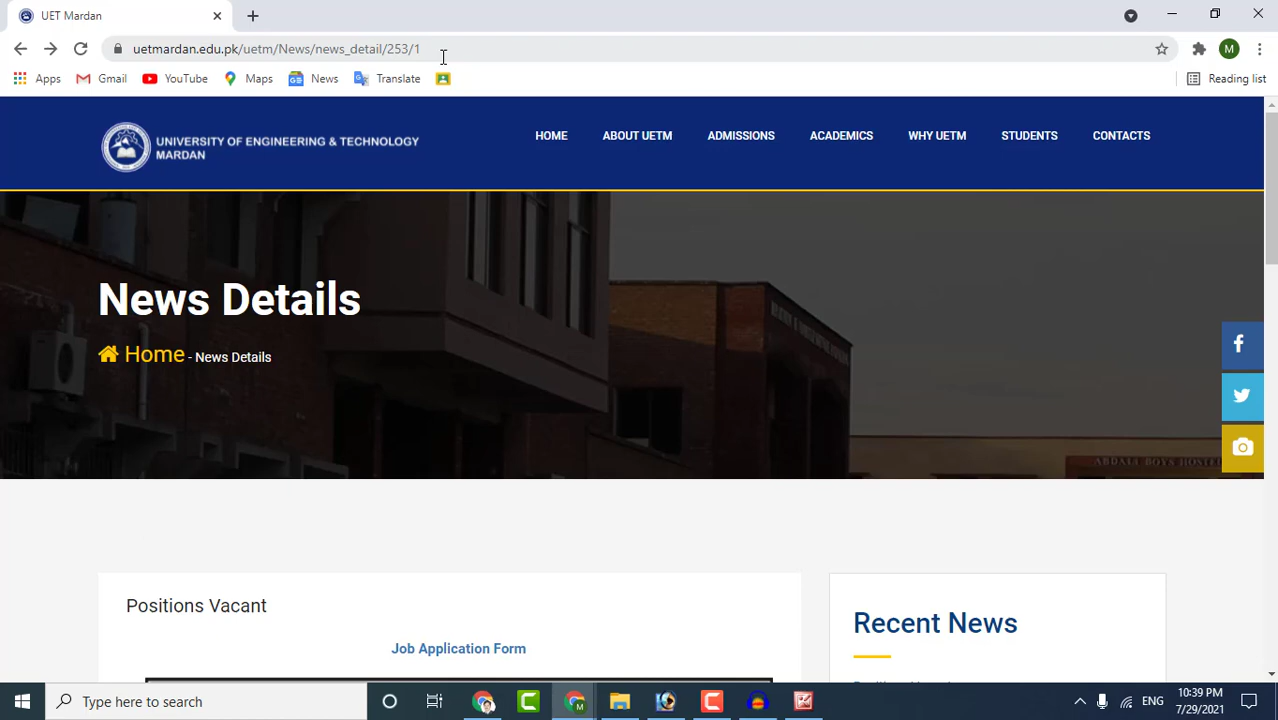 UET Mardan
uetmardan.edu.pk/uetm/News/news_detail/253/1
M
Apps Gmail YouTube Maps News Translate Reading list
UNIVERSITY OF ENGINEERING & TECHNOLOGY
MARDAN
HOME ABOUT UETM ADMISSIONS ACADEMICS WHY UETM STUDENTS CONTACTS
News Details
Home - News Details
Positions Vacant
Job Application Form
Recent News
Type here to search
ENG
10:39 PM
7/29/2021